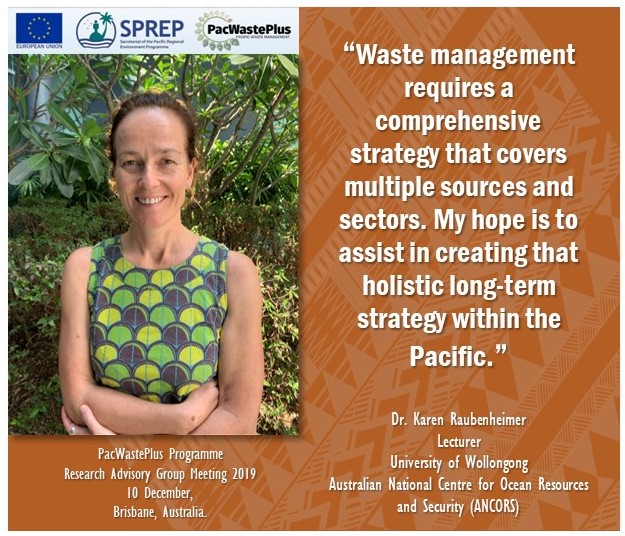 EUROPEAN UNION
SPREP
Secretariat of the Pacific Regional
Environment Programme
PacWastePlus
PACIFIC WASTE MANAGEMENT
“Waste management
requires a
comprehensive
strategy that covers
multiple sources and
sectors. My hope is to
assist in creating that
holistic long-term
strategy within the
Pacific.”
Dr. Karen Raubenheimer
Lecturer
University of Wollongong
Australian National Centre for Ocean Resources
and Security (ANCORS)
PacWastePlus Programme
Research Advisory Group Meeting 2019
10 December,
Brisbane, Australia.